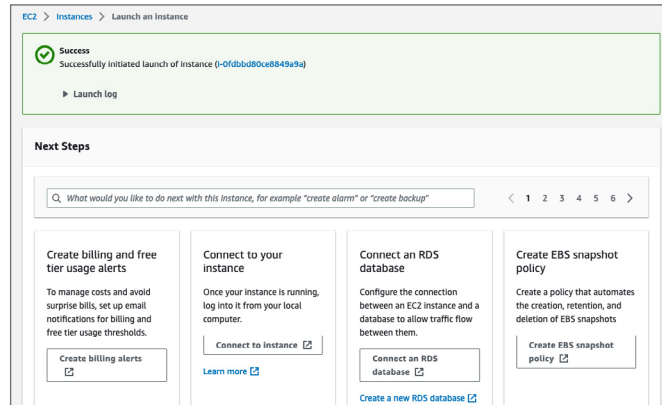 EC2 > Instances > Launch an instance
Success
Successfully initiated launch of instance (i-0fdbbd80ce8849a9a)
Launch log
Next Steps
What would you like to do next with this instance, for example "create alarm" or "create backup"
< 1 2 3 4 5 6 >
Create billing and free
tier usage alerts
To manage costs and avoid
surprise bills, set up email
notifications for billing and
free tier usage thresholds.
Create billing alerts
Connect to your
instance
Once your instance is running,
log into it from your local
computer.
Connect to instance
Learn more
Connect an RDS
database
Configure the connection
between an EC2 instance and a
database to allow traffic flow
between them.
Connect an RDS
database
Create a new RDS database
Create EBS snapshot
policy
Create a policy that automates
the creation, retention, and
deletion of EBS snapshots
Create EBS snapshot
policy